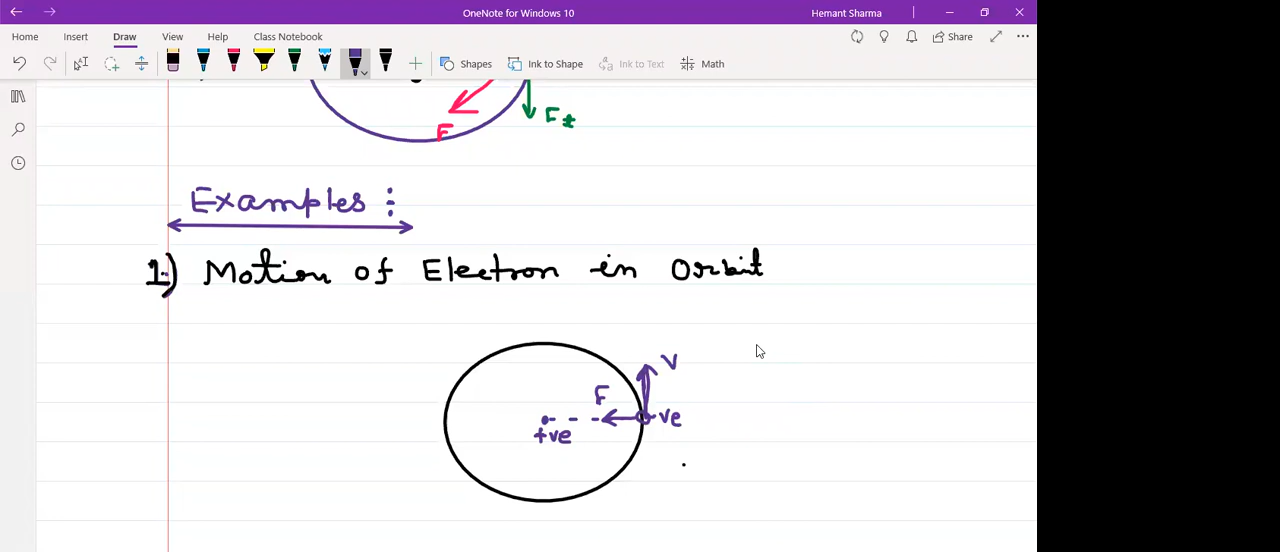 OneNote for Windows 10
Hemant Sharma
Home Insert Draw View Help Class Notebook
Share
Shapes Ink to Shape Ink to Text Math
F
Ft
Examples :
1) Motion of Electron in Orbit
V
F
-ve
+ve